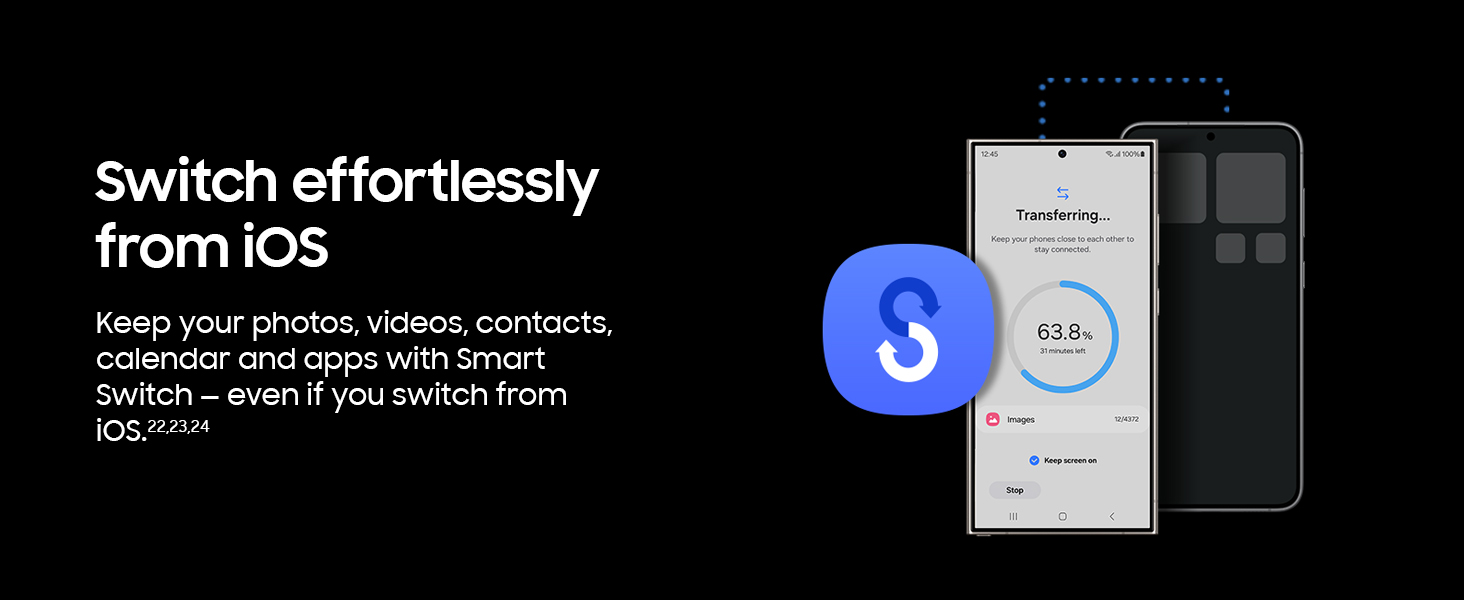 Switch effortlessly
from iOS
Keep your photos, videos, contacts,
calendar and apps with Smart
Switch – even if you switch from
iOS.22,23,24
12:45
100%
Transferring...
Keep your phones close to each other to
stay connected.
63.8%
31 minutes left
Images 12/4372
Keep screen on
Stop